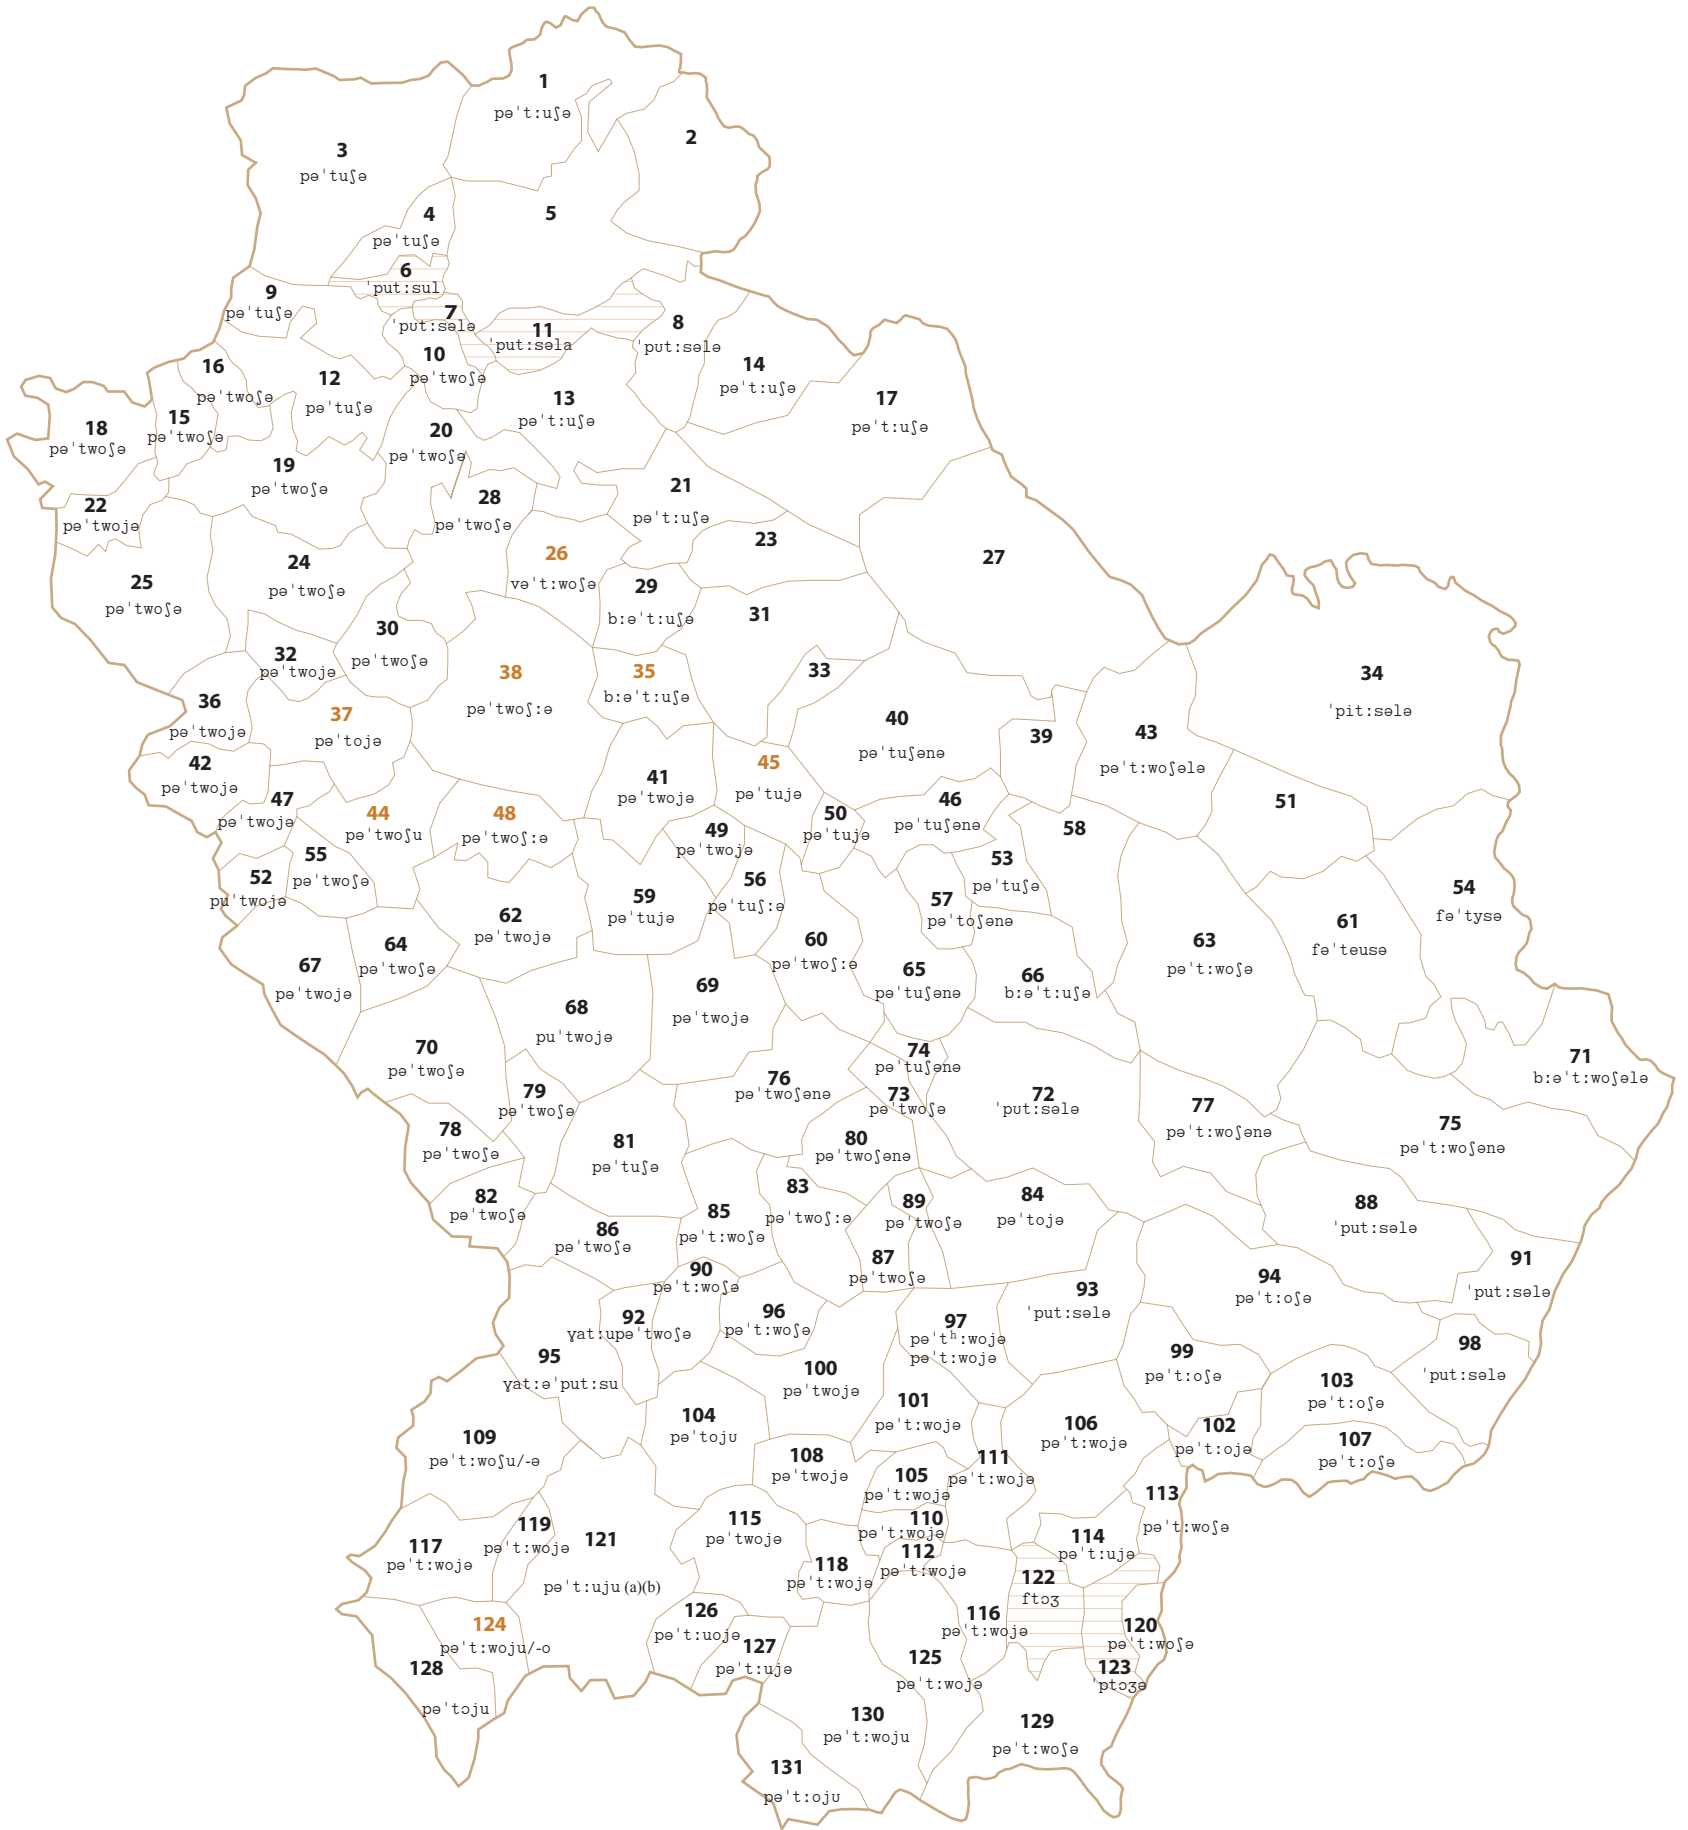 1
pəˈtːuʃə
2
3
pəˈtuʃə
4
pəˈtuʃə
5
6
ˈputːsul
7
ˈpʊtːsələ
8
ˈpʊtːsələ
9
pəˈtuʃə
10
pəˈtwoʃə
11
ˈputːsəla
12
pəˈtuʃə
13
pəˈtːuʃə
14
pəˈtːuʃə
15
pəˈtwoʃə
16
pəˈtwoʃə
17
pəˈtːuʃə
18
pəˈtwoʃə
19
pəˈtwoʃə
20
pəˈtwoʃə
21
pəˈtːuʃə
22
pəˈtwojə
23
24
pəˈtwoʃə
25
pəˈtwoʃə
26
vəˈtːwoʃə
27
28
pəˈtwoʃə
29
bːəˈtːuʃə
30
pəˈtwoʃə
31
32
pəˈtwojə
33
34
ˈpitːsələ
35
bːəˈtːuʃə
36
pəˈtwojə
37
pəˈtojə
38
pəˈtwoʃːə
39
40
pəˈtuʃənə
41
pəˈtwojə
42
pəˈtwojə
43
pəˈtːwoʃələ
44
pəˈtwoʃu
45
pəˈtujə
46
pəˈtuʃənə
47
pəˈtwojə
48
pəˈtwoʃːə
49
pəˈtwojə
50
pəˈtujə
51
52
puˈtwojə
53
pəˈtuʃə
54
fəˈtysə
55
pəˈtwoʃə
56
pəˈtuʃːə
57
pəˈtoʃənə
58
59
pəˈtujə
60
pəˈtwoʃːə
61
fəˈteusə
62
pəˈtwojə
63
pəˈtːwoʃə
64
pəˈtwoʃə
65
pəˈtuʃənə
66
bːəˈtːuʃə
67
pəˈtwojə
68
puˈtwojə
69
pəˈtwojə
70
pəˈtwoʃə
71
bːəˈtːwoʃələ
72
ˈpʊtːsələ
73
pəˈtwoʃə
74
pəˈtuʃənə
75
pəˈtːwoʃənə
76
pəˈtwoʃənə
77
pəˈtːwoʃənə
78
pəˈtwoʃə
79
pəˈtwoʃə
80
pəˈtwoʃənə
81
pəˈtuʃə
82
pəˈtwoʃə
83
pəˈtwoʃːə
84
pəˈtojə
85
pəˈtːwoʃə
86
pəˈtwoʃə
87
pəˈtwoʃə
88
ˈputːsələ
89
pəˈtwoʃə
90
pəˈtːwoʃə
91
ˈputːsələ
92
ɣatːupəˈtwoʃə
93
ˈputːsələ
94
pəˈtːoʃə
95
ɣatːəˈputːsu
96
pəˈtːwoʃə
97
pəˈtʰːwojə
pəˈtːwojə
98
ˈputːsələ
99
pəˈtːoʃə
100
pəˈtwojə
101
pəˈtːwojə
102
pəˈtːojə
103
pəˈtːoʃə
104
pəˈtojʊ
105
pəˈtːwojə
106
pəˈtːwojə
107
pəˈtːoʃə
108
pəˈtwojə
109
pəˈtːwoʃu/-ə
110
pəˈtːwojə
111
pəˈtːwojə
112
pəˈtːwojə
113
pəˈtːwoʃə
114
pəˈtːujə
115
pəˈtwojə
116
pəˈtːwojə
117
pəˈtːwojə
118
pəˈtːwojə
119
pəˈtːwojə
120
pəˈtːwoʃə
121
pəˈtːuju (a)(b)
122
ftɔʒ
123
ˈptɔʒə
124
pəˈtːwoju/-o
125
pəˈtːwojə
126
pəˈtːuojə
127
pəˈtːujə
128
pəˈtɔju
129
pəˈtːwoʃə
130
pəˈtːwoju
131
pəˈtːojʊ